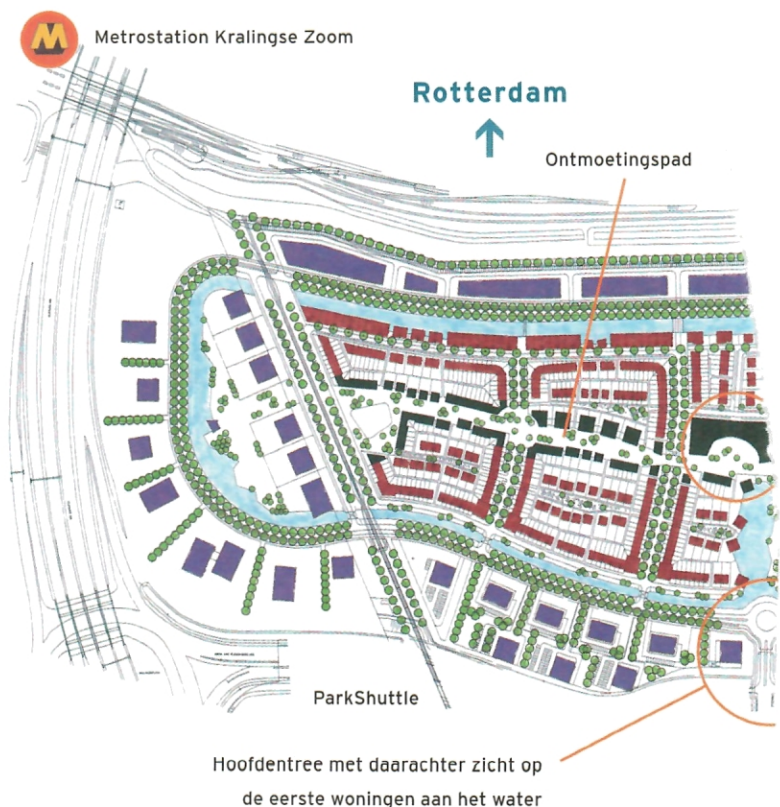 M
Metrostation Kralingse Zoom
Rotterdam
Ontmoetingspad
ParkShuttle
Hoofdentree met daarachter zicht op
de eerste woningen aan het water